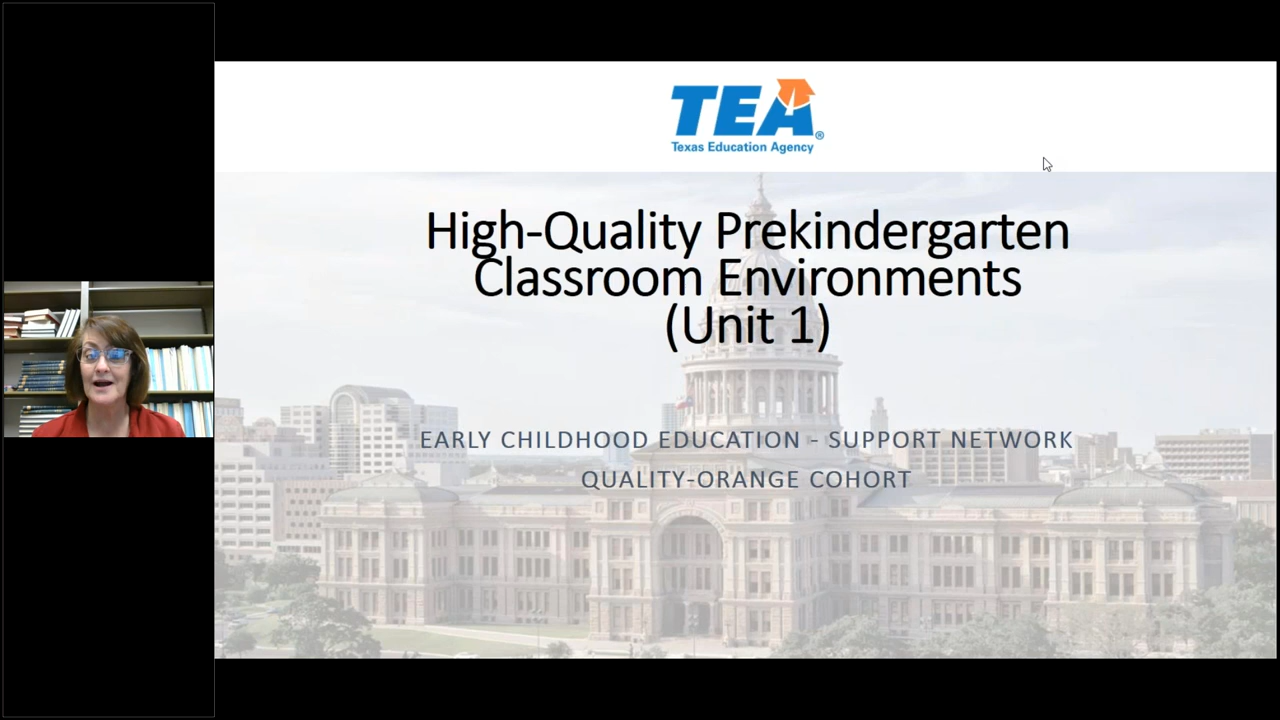 TEA®
Texas Education Agency
High-Quality Prekindergarten
Classroom Environments
(Unit 1)
EARLY CHILDHOOD EDUCATION - SUPPORT NETWORK
QUALITY-ORANGE COHORT